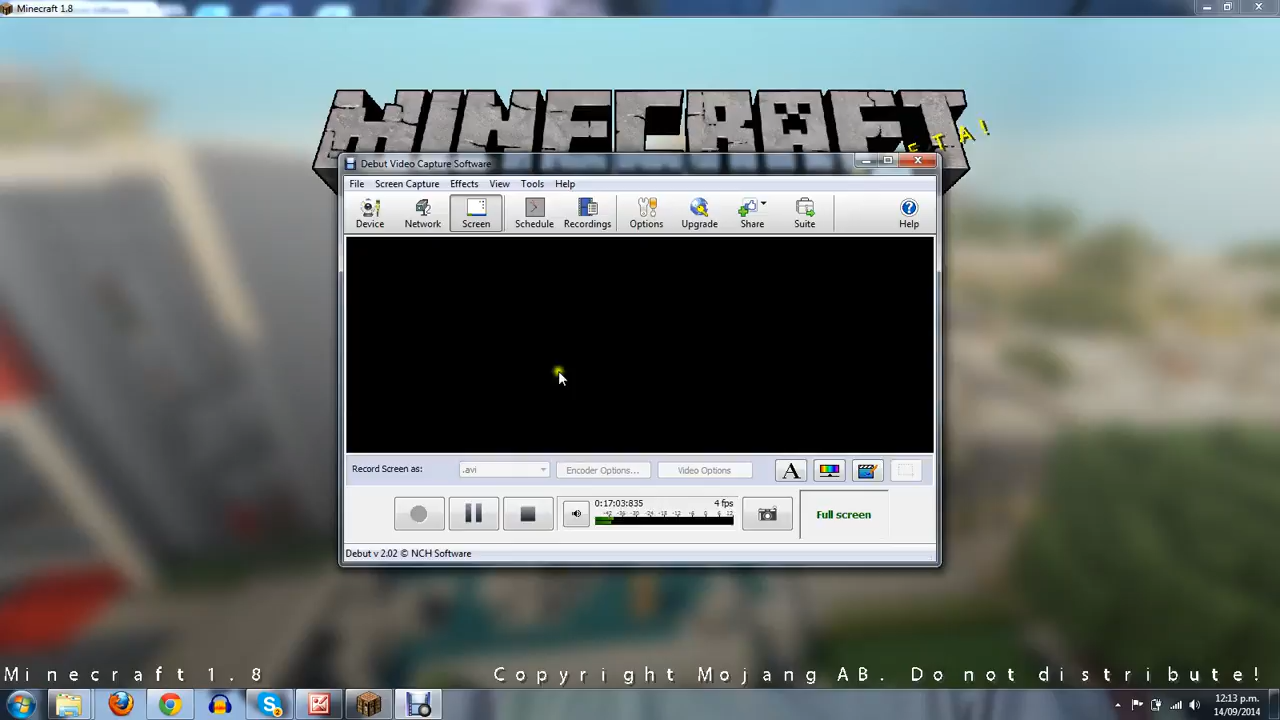 Minecraft 1.8
MINECRAFT
ETA!
Debut Video Capture Software
File Screen Capture Effects View Tools Help
Device Network Screen Schedule Recordings Options Upgrade Share Suite Help
Record Screen as: .avi Encoder Options... Video Options A
0:17:03:835 4 fps
Full screen
Debut v 2.02 © NCH Software
Minecraft 1.8 Copyright Mojang AB. Do not distribute!
S 2
12:13 p.m.
14/09/2014